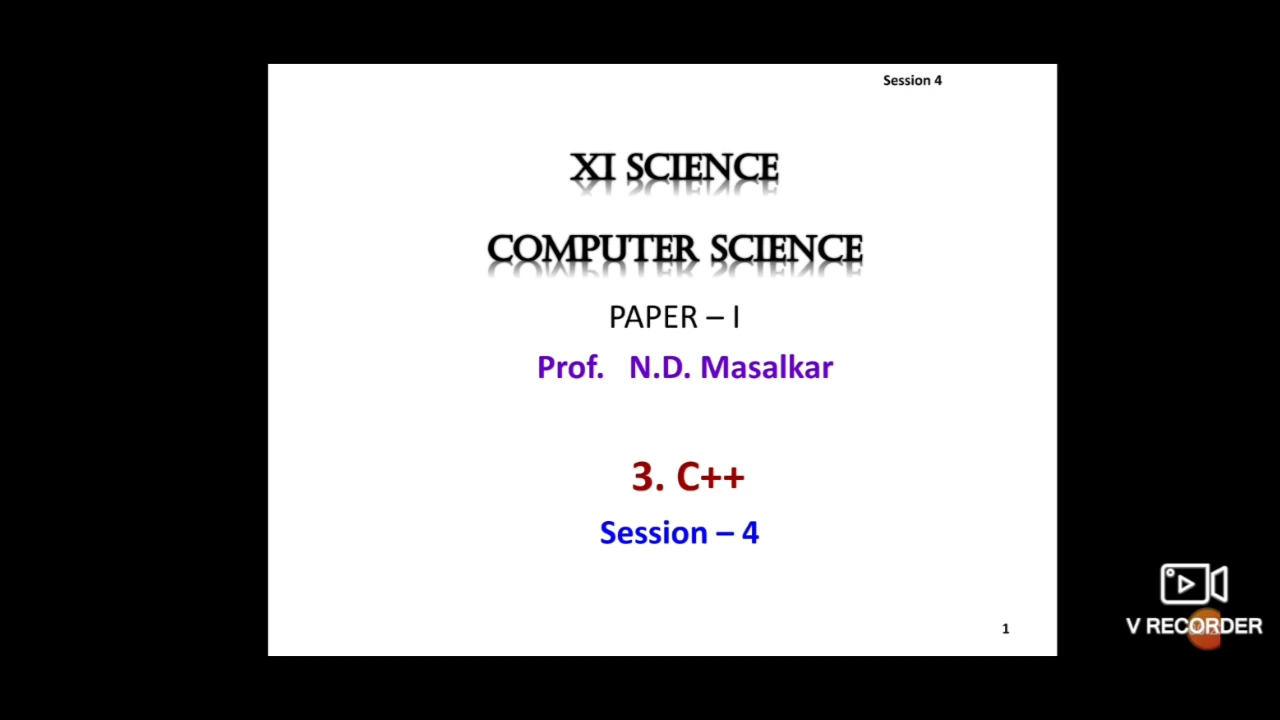 Session 4
XI SCIENCE
COMPUTER SCIENCE
PAPER – I
Prof. N.D. Masalkar
3. C++
Session – 4
1
V RECORDER